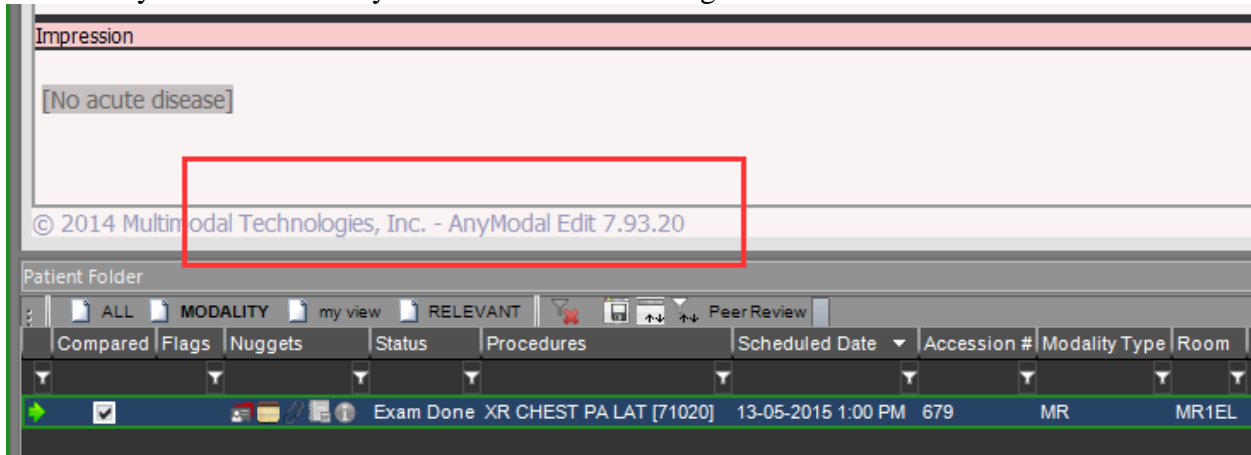 Impression
[No acute disease]
© 2014 Multimodal Technologies, Inc. - AnyModal Edit 7.93.20
Patient Folder
ALL MODALITY my view RELEVANT Peer Review
Compared Flags Nuggets Status Procedures Scheduled Date Accession # Modality Type Room
Exam Done XR CHEST PA LAT [71020] 13-05-2015 1:00 PM 679 MR MR1EL